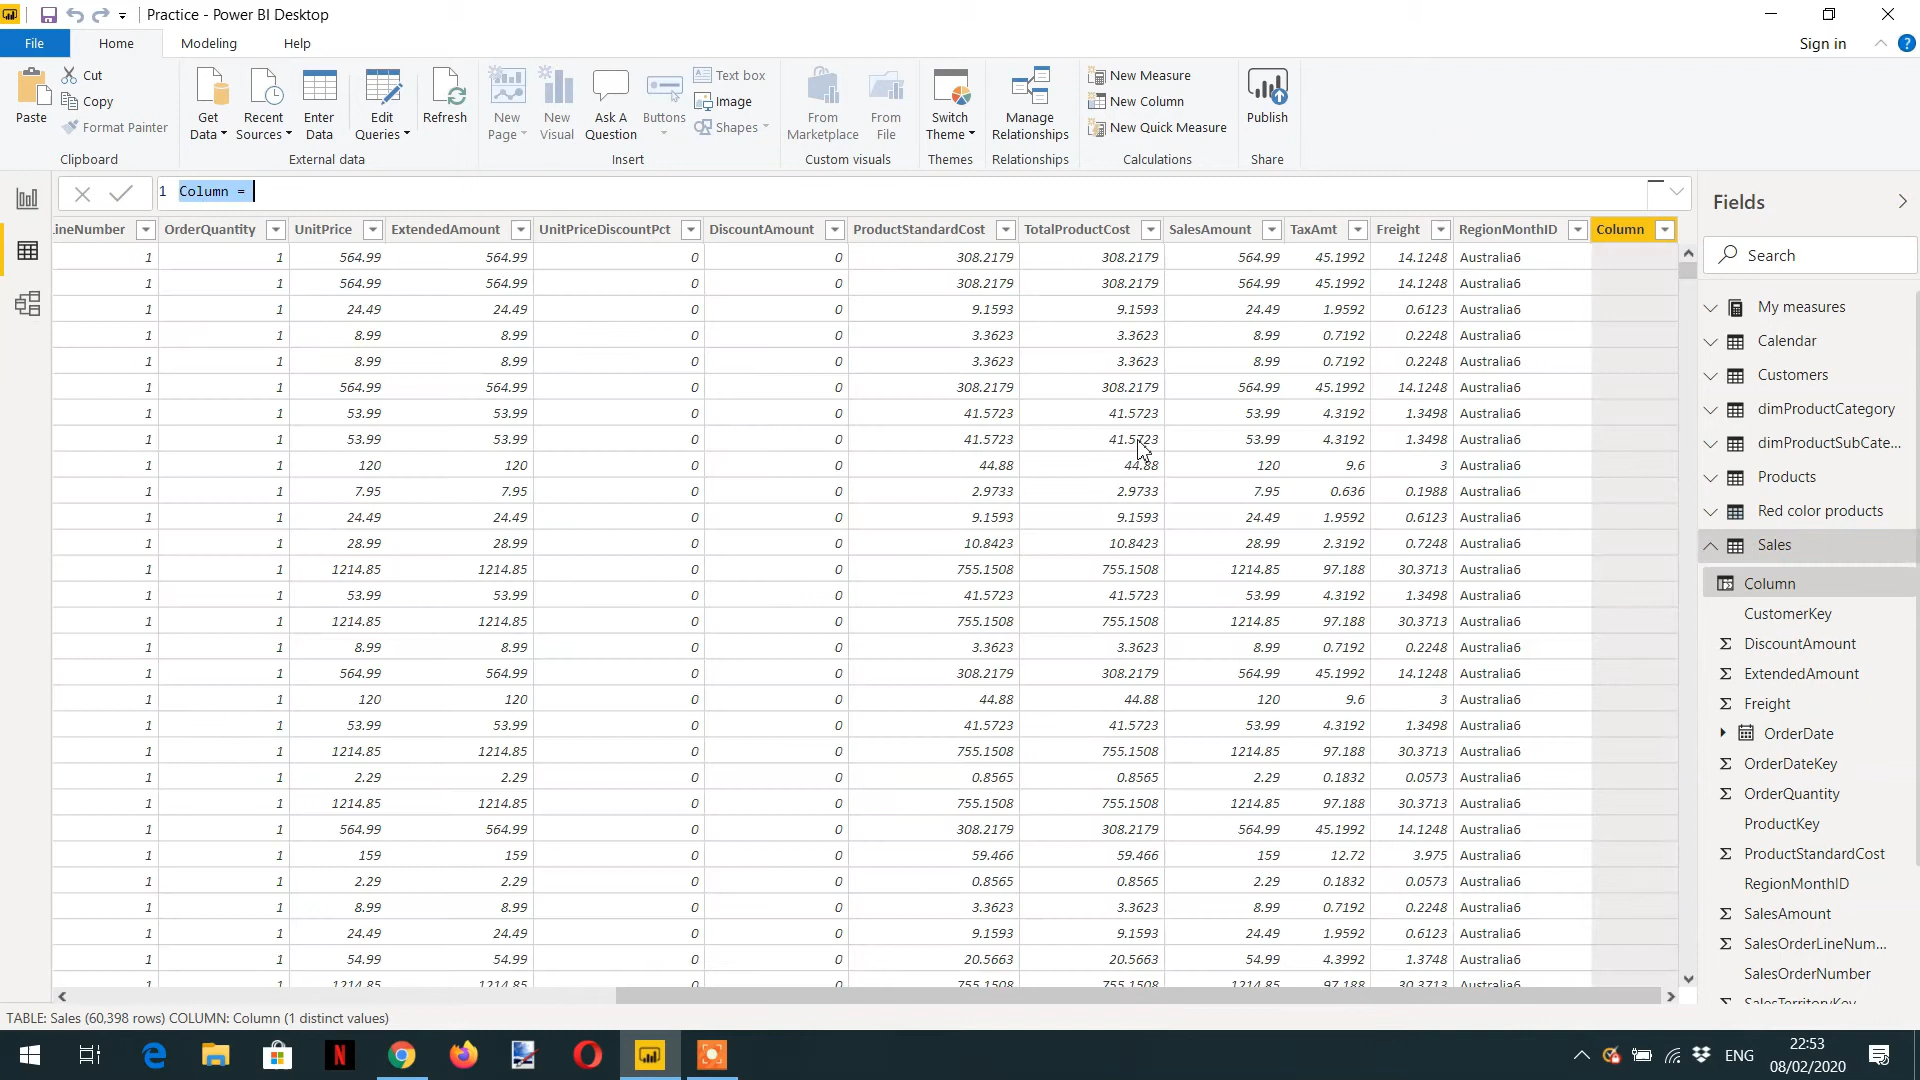 Practice - Power BI Desktop
File Home Modeling Help Sign in
Paste
Cut
Copy
Format Painter
Clipboard
Get Data
Recent Sources
Enter Data
Edit Queries
Refresh
External data
New Page
New Visual
Ask A Question
Buttons
Text box
Image
Shapes
Insert
From Marketplace
From File
Custom visuals
Switch Theme
Themes
Manage Relationships
Relationships
New Measure
New Column
New Quick Measure
Calculations
Publish
Share
1 Column =
LineNumber OrderQuantity UnitPrice ExtendedAmount UnitPriceDiscountPct DiscountAmount ProductStandardCost TotalProductCost SalesAmount TaxAmt Freight RegionMonthID Column
1 1 564.99 564.99 0 0 308.2179 308.2179 564.99 45.1992 14.1248 Australia6
1 1 564.99 564.99 0 0 308.2179 308.2179 564.99 45.1992 14.1248 Australia6
1 1 24.49 24.49 0 0 9.1593 9.1593 24.49 1.9592 0.6123 Australia6
1 1 8.99 8.99 0 0 3.3623 3.3623 8.99 0.7192 0.2248 Australia6
1 1 8.99 8.99 0 0 3.3623 3.3623 8.99 0.7192 0.2248 Australia6
1 1 564.99 564.99 0 0 308.2179 308.2179 564.99 45.1992 14.1248 Australia6
1 1 53.99 53.99 0 0 41.5723 41.5723 53.99 4.3192 1.3498 Australia6
1 1 53.99 53.99 0 0 41.5723 41.5723 53.99 4.3192 1.3498 Australia6
1 1 120 120 0 0 44.88 44.88 120 9.6 3 Australia6
1 1 7.95 7.95 0 0 2.9733 2.9733 7.95 0.636 0.1988 Australia6
1 1 24.49 24.49 0 0 9.1593 9.1593 24.49 1.9592 0.6123 Australia6
1 1 28.99 28.99 0 0 10.8423 10.8423 28.99 2.3192 0.7248 Australia6
1 1 1214.85 1214.85 0 0 755.1508 755.1508 1214.85 97.188 30.3713 Australia6
1 1 53.99 53.99 0 0 41.5723 41.5723 53.99 4.3192 1.3498 Australia6
1 1 1214.85 1214.85 0 0 755.1508 755.1508 1214.85 97.188 30.3713 Australia6
1 1 8.99 8.99 0 0 3.3623 3.3623 8.99 0.7192 0.2248 Australia6
1 1 564.99 564.99 0 0 308.2179 308.2179 564.99 45.1992 14.1248 Australia6
1 1 120 120 0 0 44.88 44.88 120 9.6 3 Australia6
1 1 53.99 53.99 0 0 41.5723 41.5723 53.99 4.3192 1.3498 Australia6
1 1 1214.85 1214.85 0 0 755.1508 755.1508 1214.85 97.188 30.3713 Australia6
1 1 2.29 2.29 0 0 0.8565 0.8565 2.29 0.1832 0.0573 Australia6
1 1 1214.85 1214.85 0 0 755.1508 755.1508 1214.85 97.188 30.3713 Australia6
1 1 564.99 564.99 0 0 308.2179 308.2179 564.99 45.1992 14.1248 Australia6
1 1 159 159 0 0 59.466 59.466 159 12.72 3.975 Australia6
1 1 2.29 2.29 0 0 0.8565 0.8565 2.29 0.1832 0.0573 Australia6
1 1 8.99 8.99 0 0 3.3623 3.3623 8.99 0.7192 0.2248 Australia6
1 1 24.49 24.49 0 0 9.1593 9.1593 24.49 1.9592 0.6123 Australia6
1 1 54.99 54.99 0 0 20.5663 20.5663 54.99 4.3992 1.3748 Australia6
1 1 1214.85 1214.85 0 0 755.1508 755.1508 1214.85 97.188 30.3713 Australia6
Fields
Search
My measures
Calendar
Customers
dimProductCategory
dimProductSubCate...
Products
Red color products
Sales
Column
CustomerKey
DiscountAmount
ExtendedAmount
Freight
OrderDate
OrderDateKey
OrderQuantity
ProductKey
ProductStandardCost
RegionMonthID
SalesAmount
SalesOrderLineNum...
SalesOrderNumber
SalesTerritoryKey
TABLE: Sales (60,398 rows) COLUMN: Column (1 distinct values)
ENG
22:53
08/02/2020